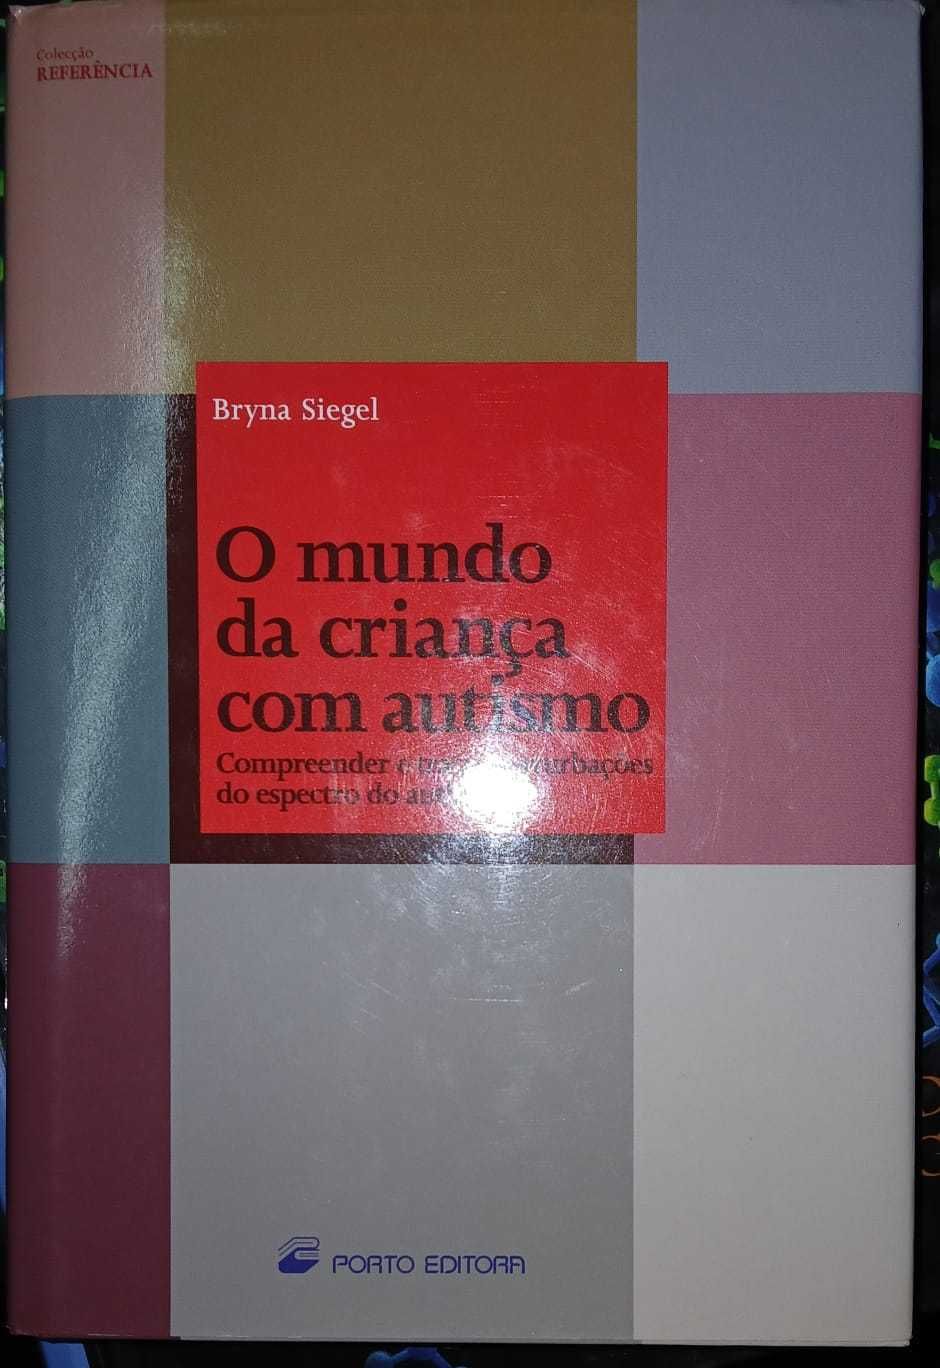 Colecção
REFERÊNCIA
Bryna Siegel
O mundo
da criança
com autismo
Compreender e
do espectro do
PORTO EDITORA